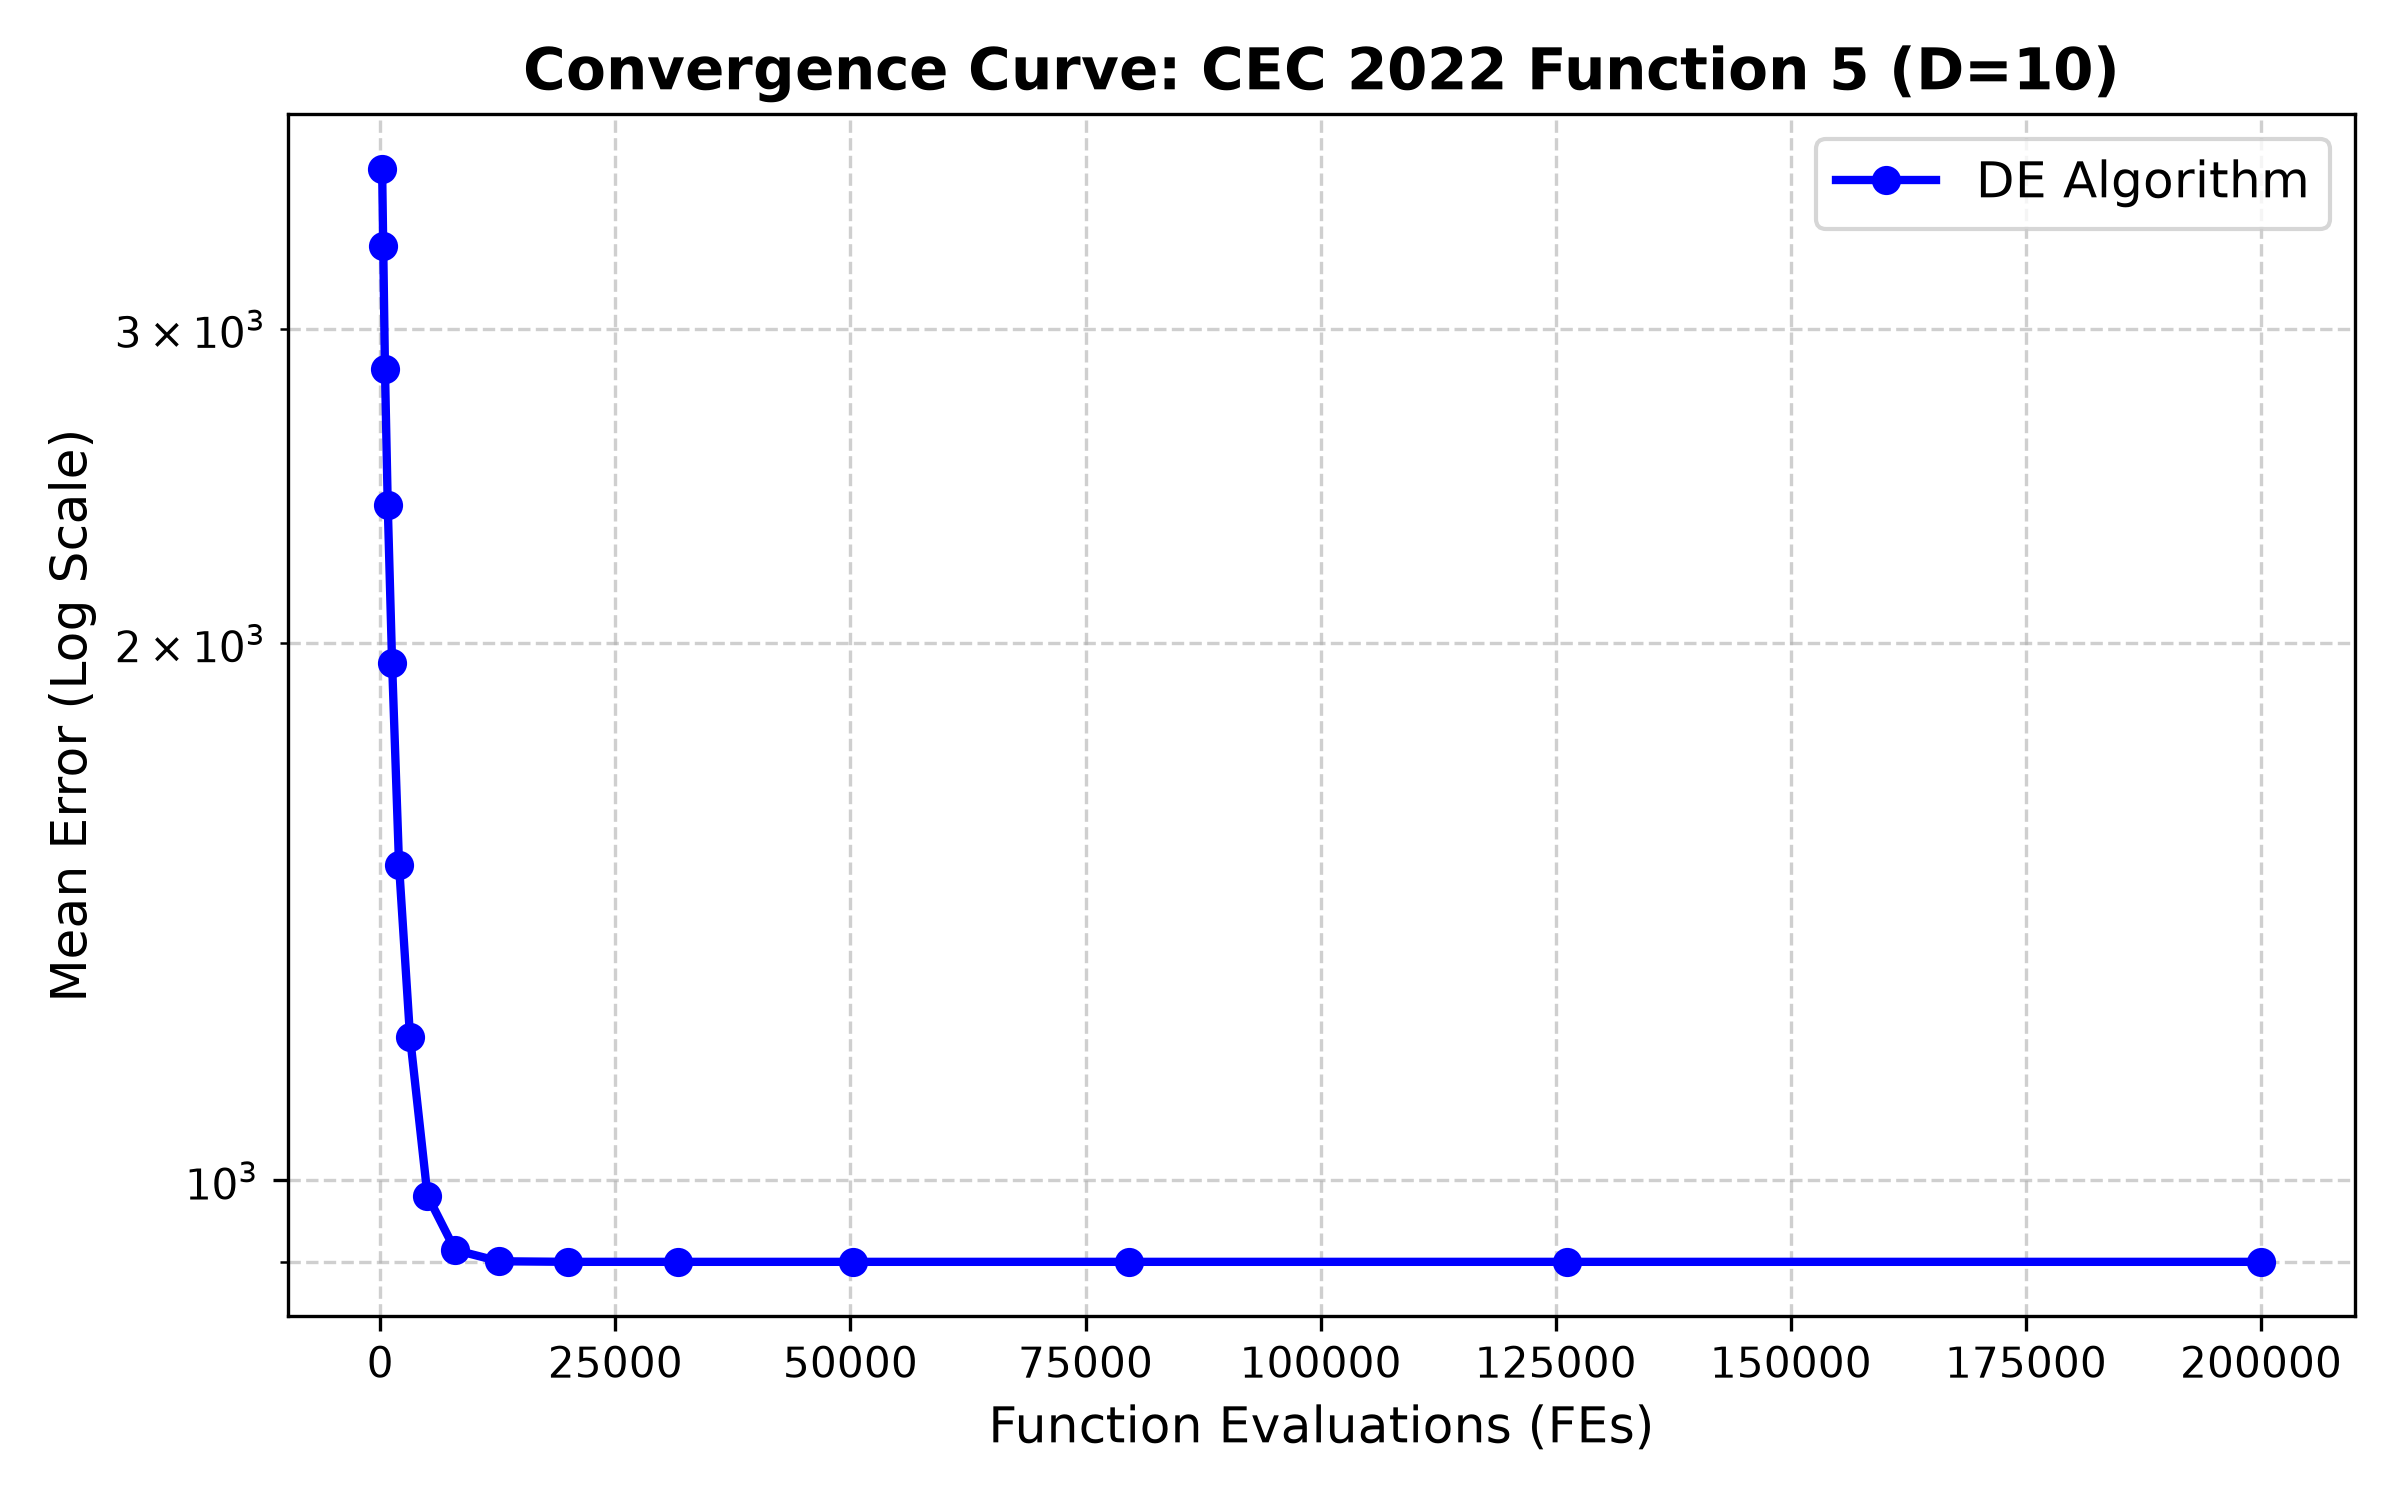 Convergence Curve: CEC 2022 Function 5 (D=10)
DE Algorithm
Mean Error (Log Scale)
3 × 10³
2 × 10³
10³
0 25000 50000 75000 100000 125000 150000 175000 200000
Function Evaluations (FEs)